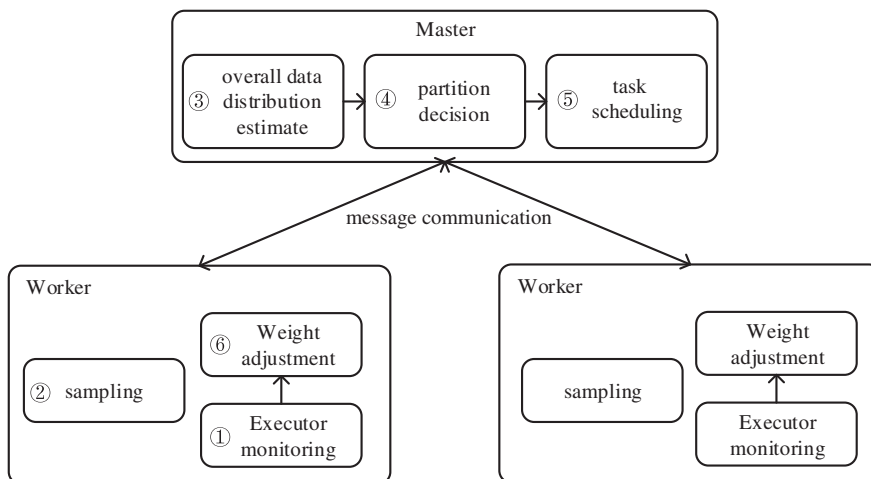 Master
③ overall data
distribution
estimate
④ partition
decision
⑤ task
scheduling
message communication
Worker
⑥ Weight
adjustment
② sampling
① Executor
monitoring
Worker
Weight
adjustment
sampling
Executor
monitoring